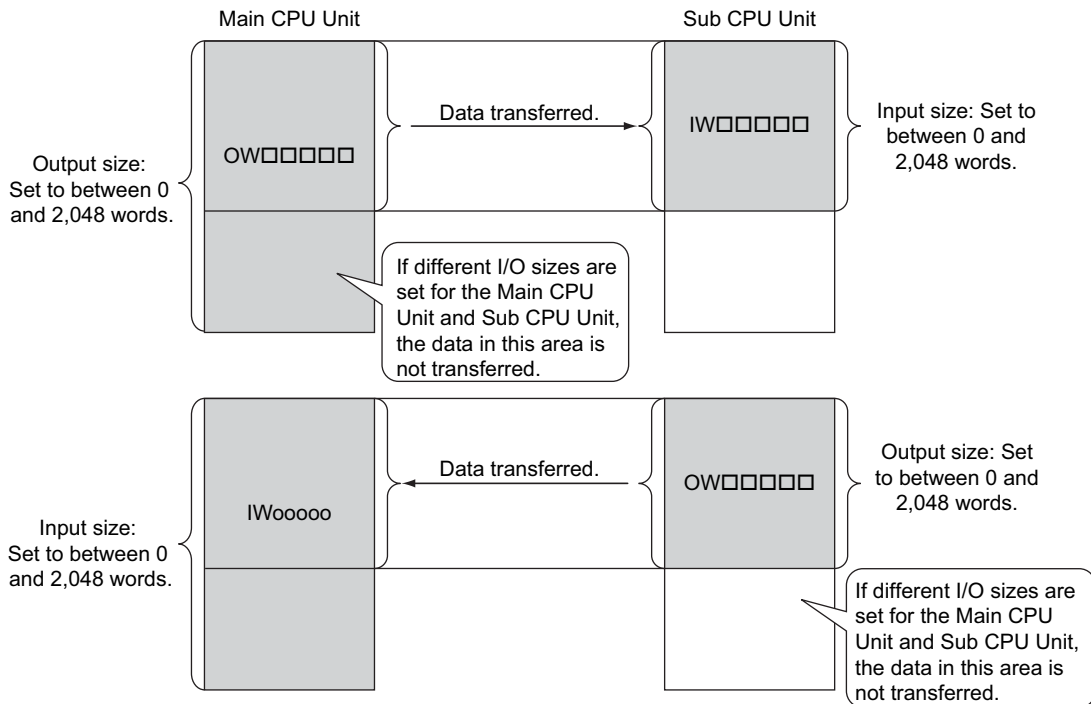 Main CPU Unit
Sub CPU Unit
Output size:
Set to between 0
and 2,048 words.
OW□□□□□
Data transferred.
IW□□□□□
Input size: Set to
between 0 and
2,048 words.
If different I/O sizes are
set for the Main CPU
Unit and Sub CPU Unit,
the data in this area is
not transferred.
Input size:
Set to between 0
and 2,048 words.
IWooooo
Data transferred.
OW□□□□□
Output size: Set
to between 0 and
2,048 words.
If different I/O sizes are
set for the Main CPU
Unit and Sub CPU Unit,
the data in this area is
not transferred.